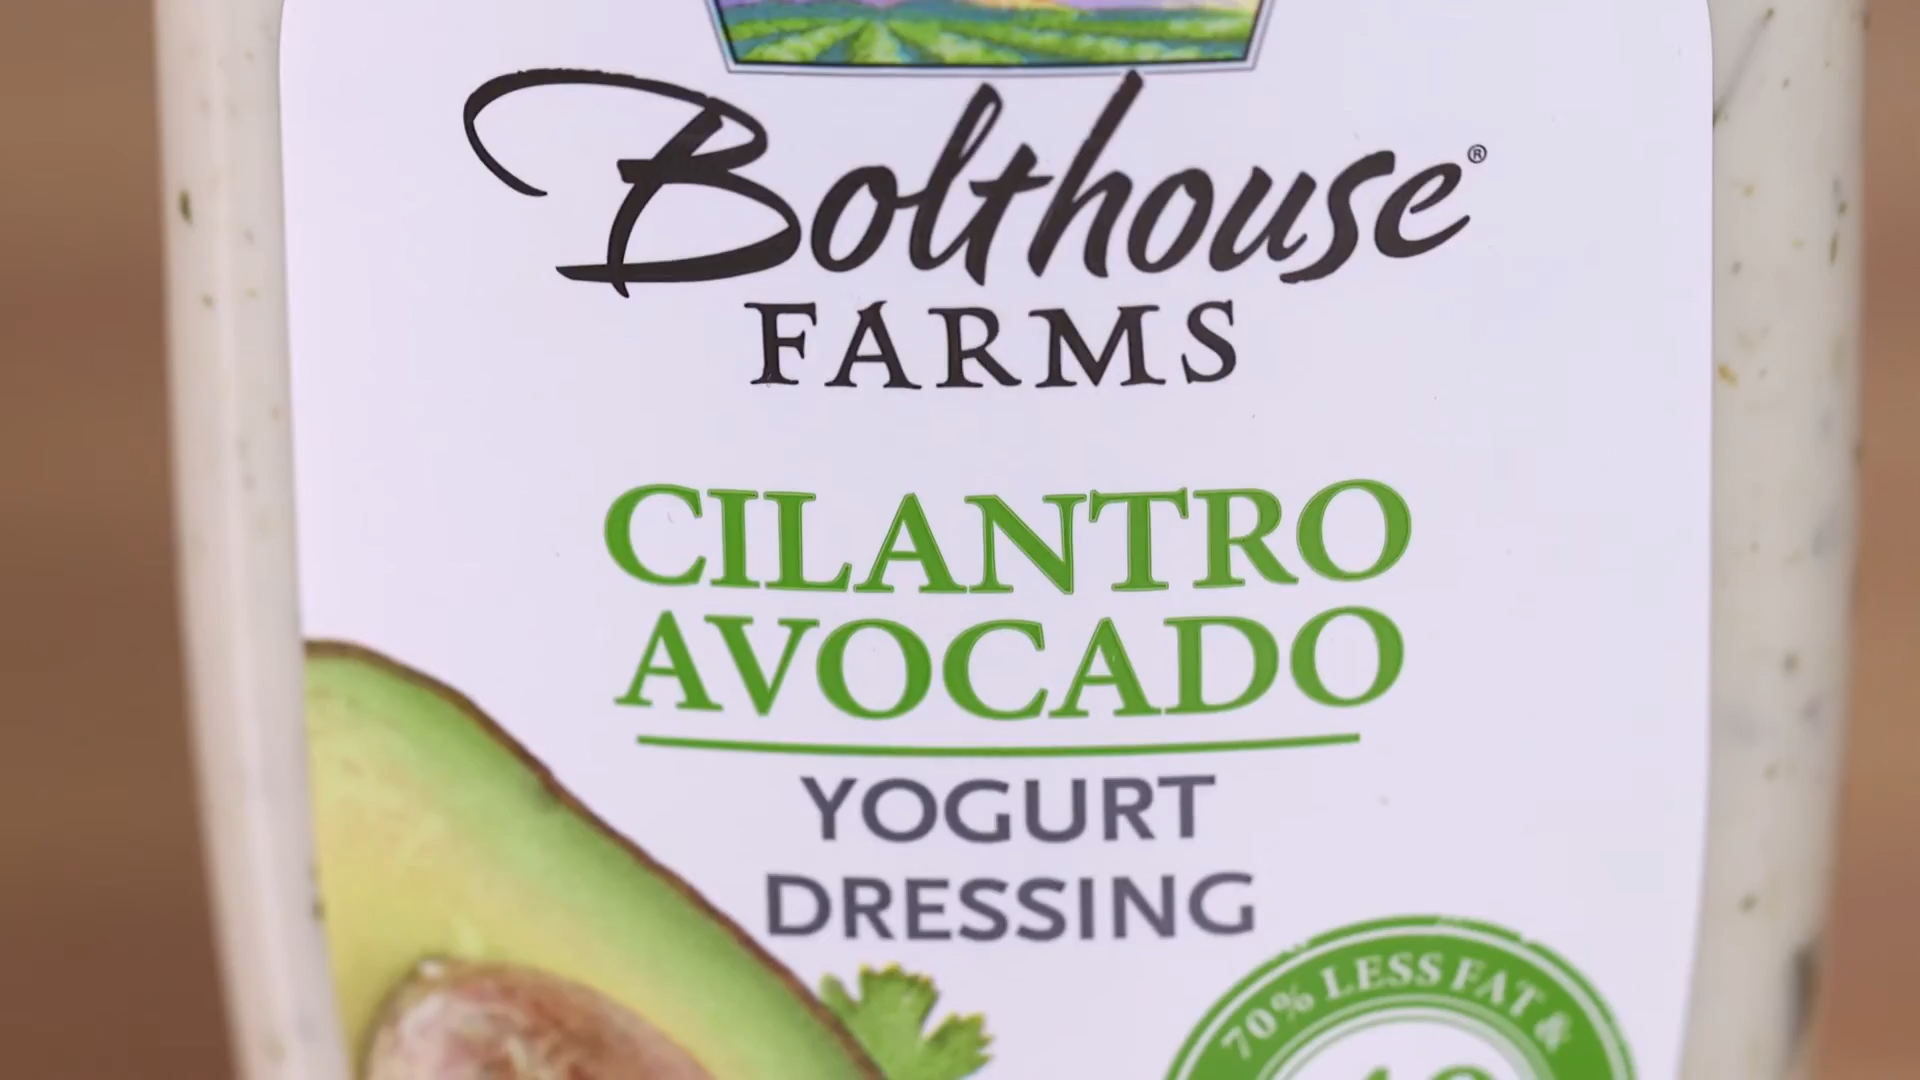 Bolthouse®
FARMS
CILANTRO
AVOCADO
YOGURT
DRESSING
70% LESS FAT &